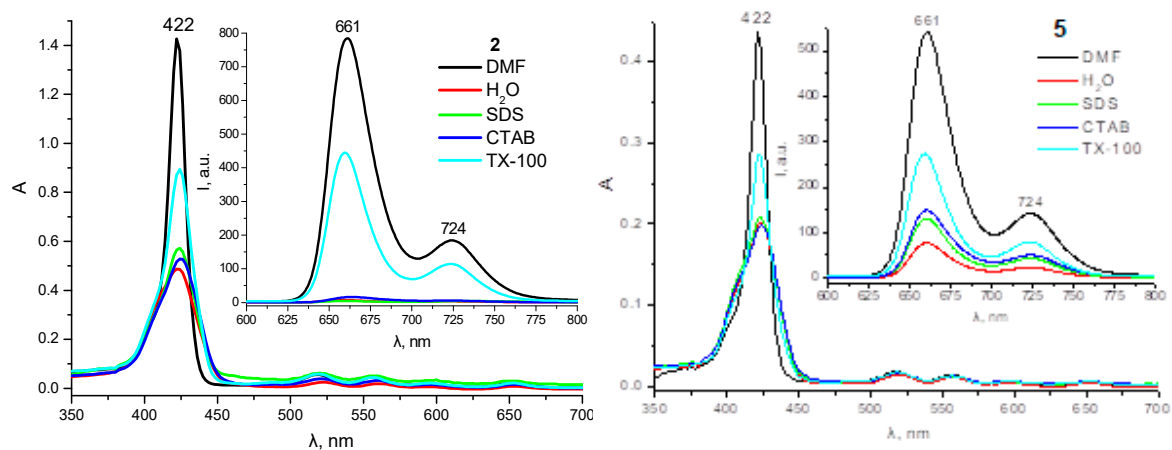 422
661
2
DMF
H₂O
SDS
CTAB
TX-100
724
I, a.u.
800
700
600
500
400
300
200
100
0
600 625 650 675 700 725 750 775 800
λ, nm
A
1.4
1.2
1.0
0.8
0.6
0.4
0.2
0.0
350 400 450 500 550 600 650 700
λ, nm
422
661
5
DMF
H₂O
SDS
CTAB
TX-100
724
I, a.u.
500
400
300
200
100
0
600 625 650 675 700 725 750 775 800
λ, nm
A
0.4
0.3
0.2
0.1
0.0
350 400 450 500 550 600 650 700
λ, nm